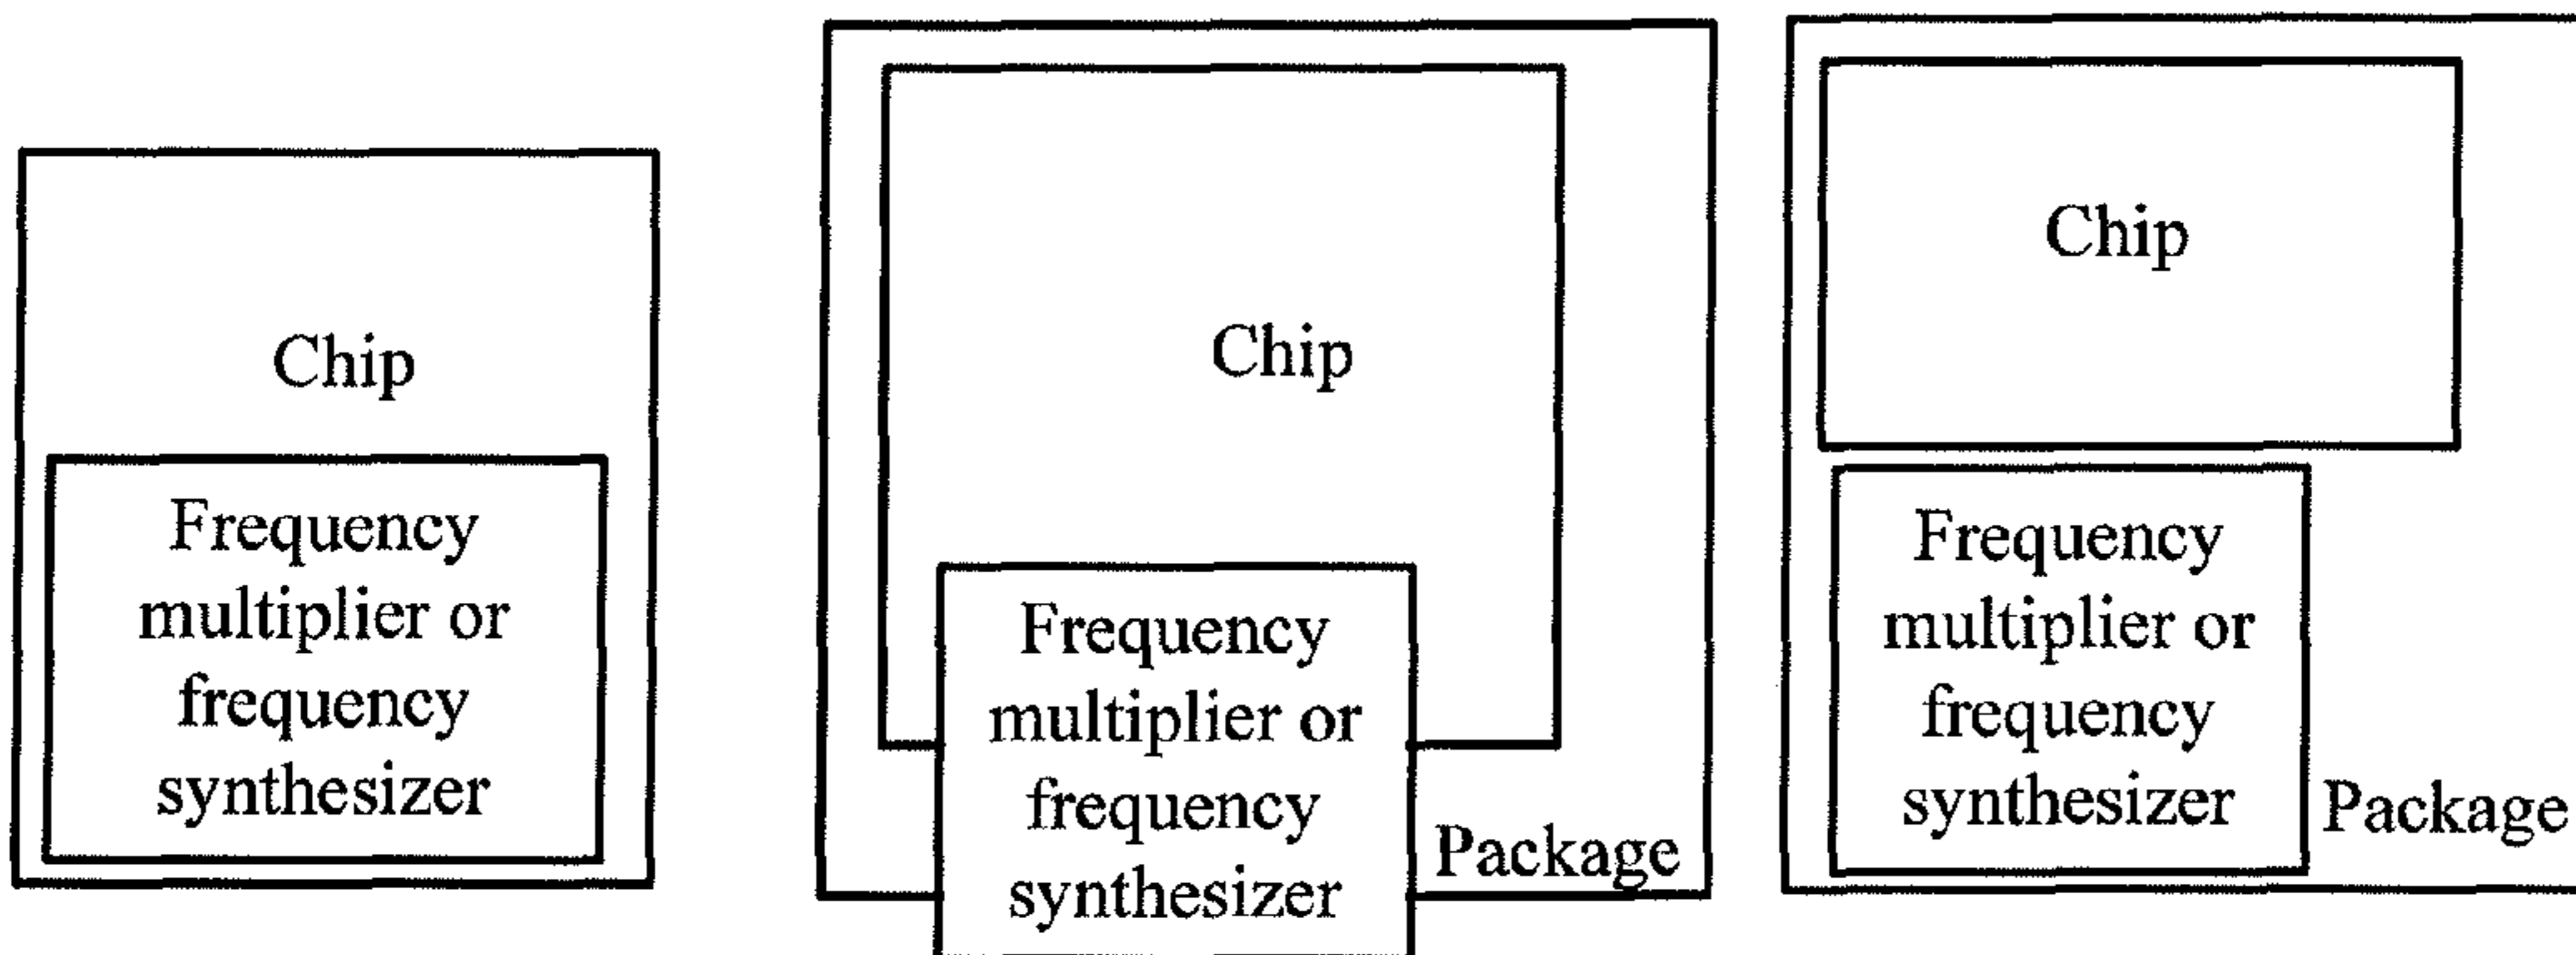 Chip
Frequency
multiplier or
frequency
synthesizer
Chip
Frequency
multiplier or
frequency
synthesizer
Package
Chip
Frequency
multiplier or
frequency
synthesizer
Package